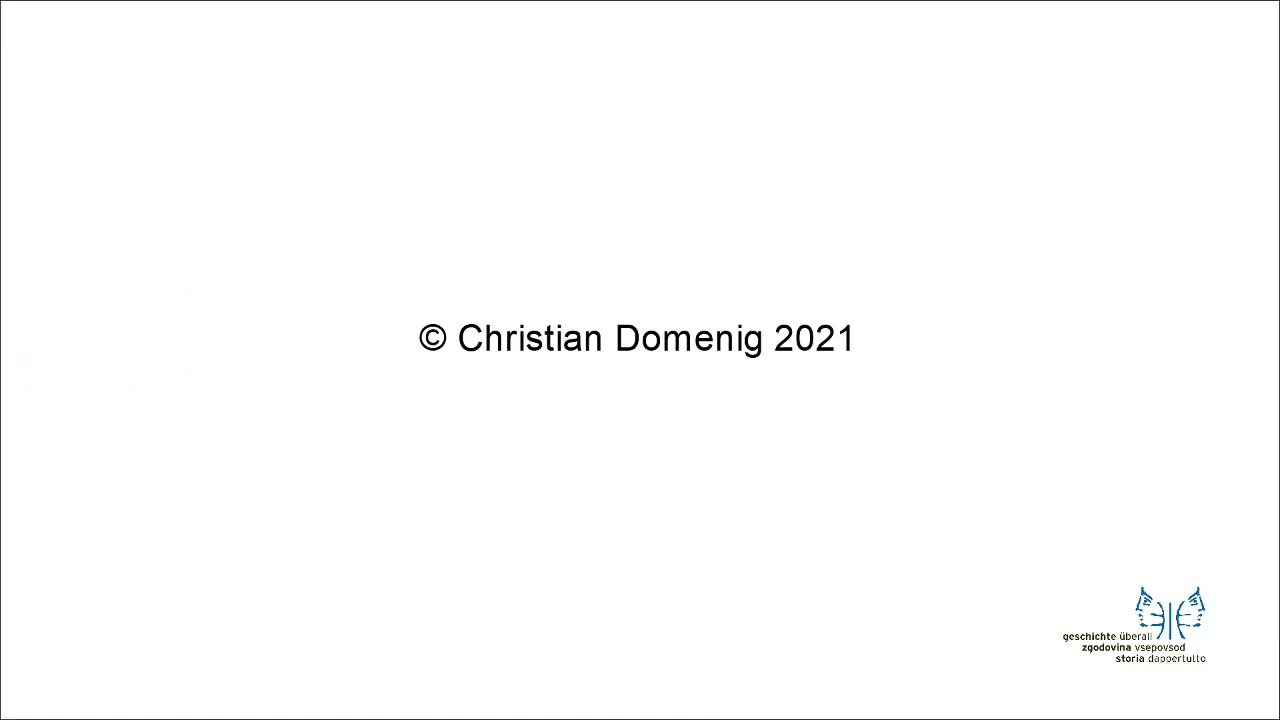 © Christian Domenig 2021
geschichte überall
zgodovina vsepovsod
storia dappertutto